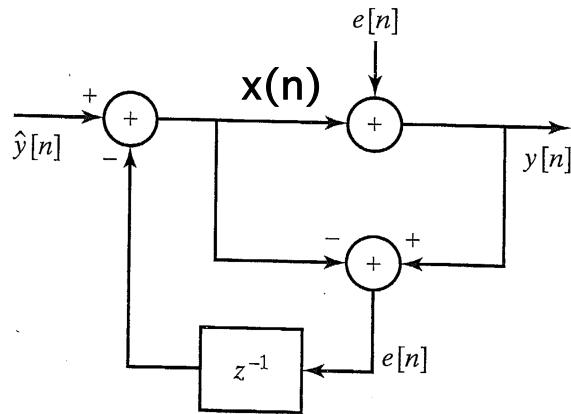 e[n]
x(n)
+
+
+
ŷ[n]
−
y[n]
−
+
+
z⁻¹
e[n]